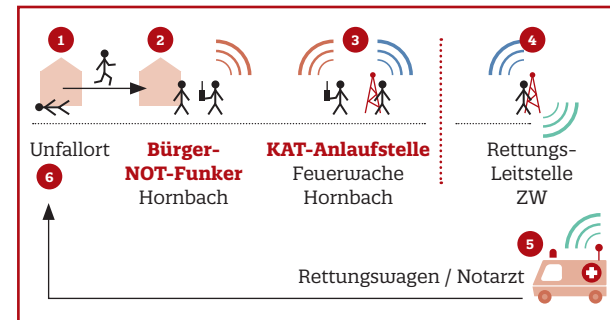 1
2
3
4
Unfallort
Bürger-
NOT-Funker
Hornbach
KAT-Anlaufstelle
Feuerwache
Hornbach
Rettungs-
Leitstelle
ZW
6
5
Rettungswagen / Notarzt